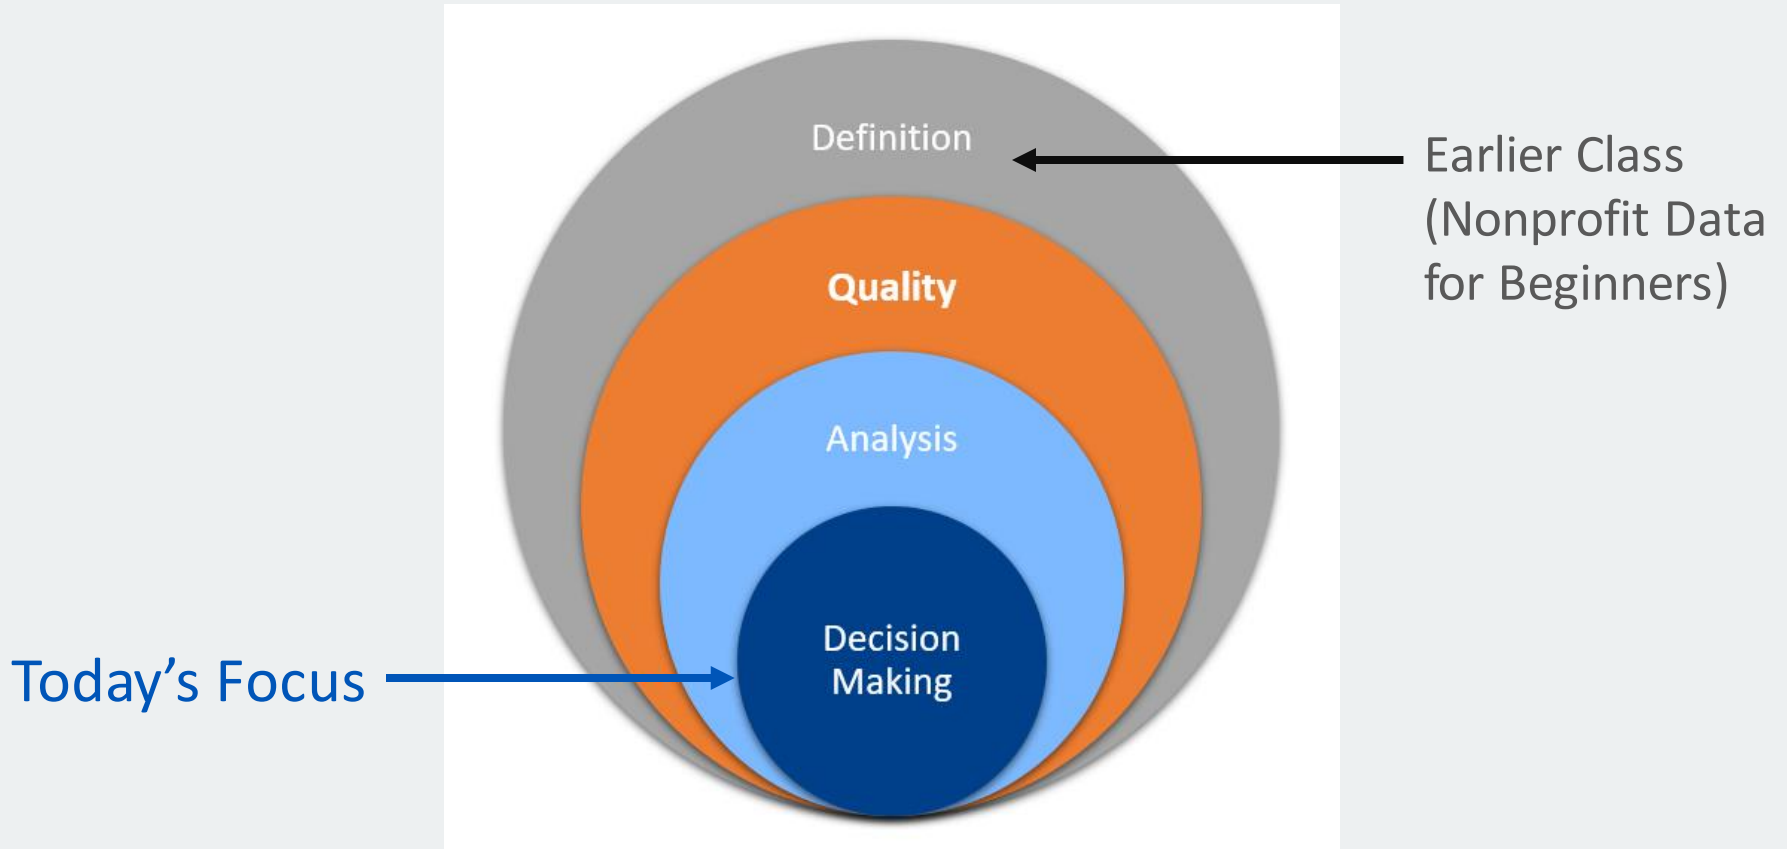 Definition
Earlier Class
(Nonprofit Data
for Beginners)
Quality
Analysis
Decision
Making
Today’s Focus